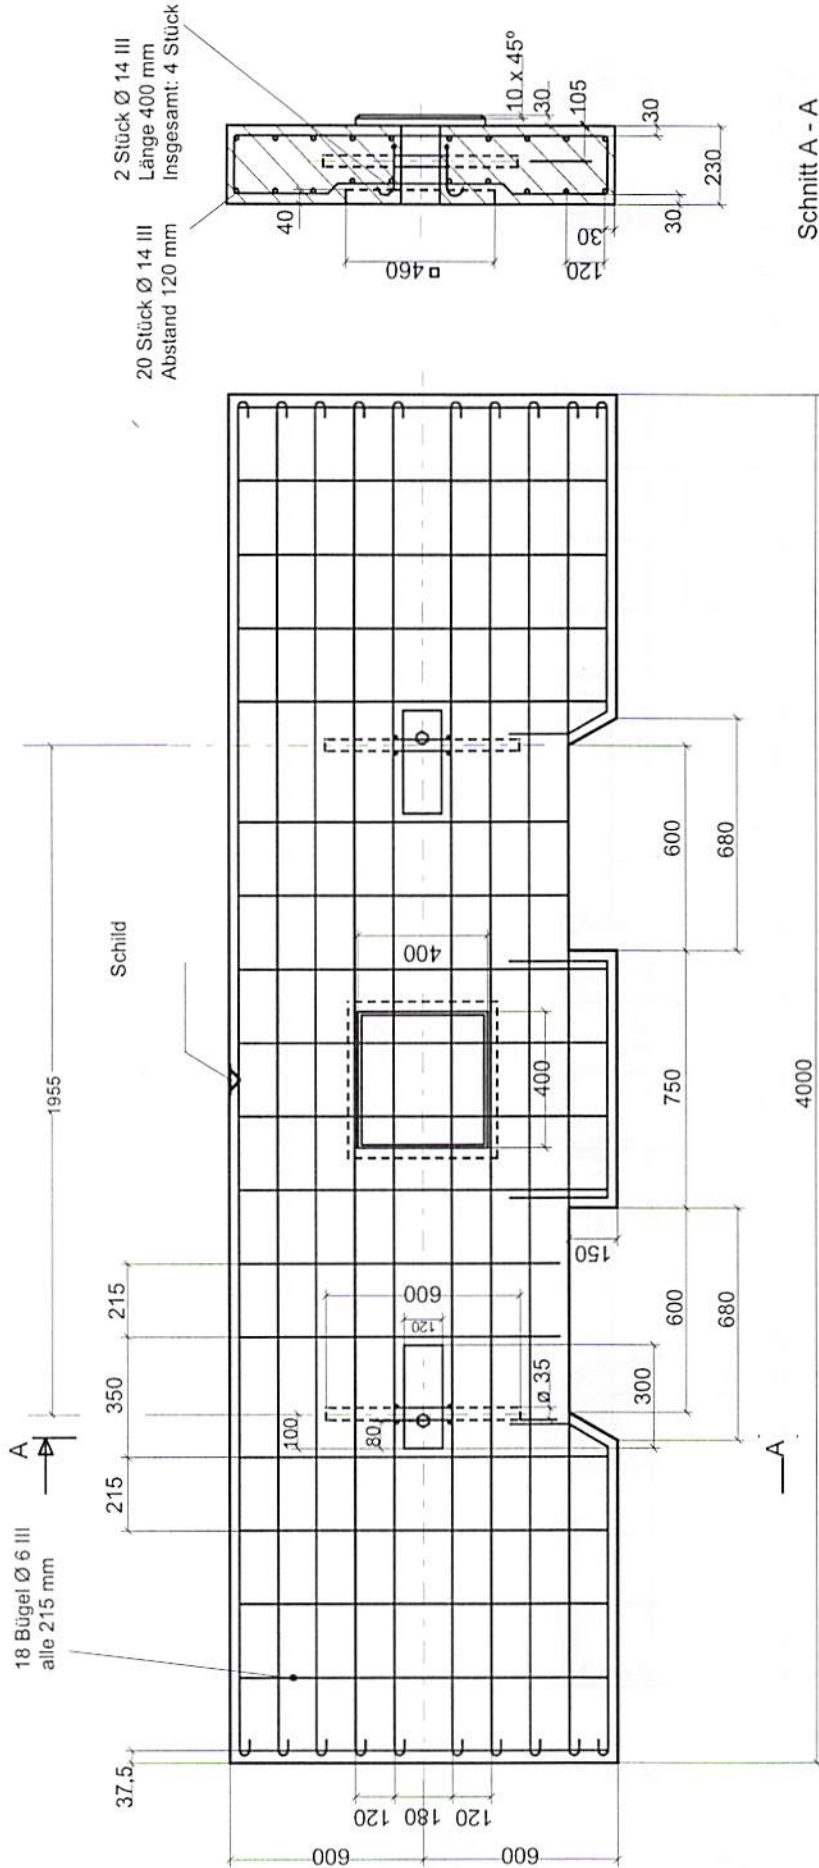 2 Stück Ø 14 III
Länge 400 mm
Insgesamt: 4 Stück
20 Stück Ø 14 III
Abstand 120 mm
40
460
10 x 45°
30
105
30
230
30
30
120
Schnitt A - A
Schild
1955
A
18 Bügel Ø 6 III
alle 215 mm
37,5
215
350
215
100
80
600
120
ø 35
300
400
400
150
120
180
120
600
600
600
680
750
600
680
4000
A